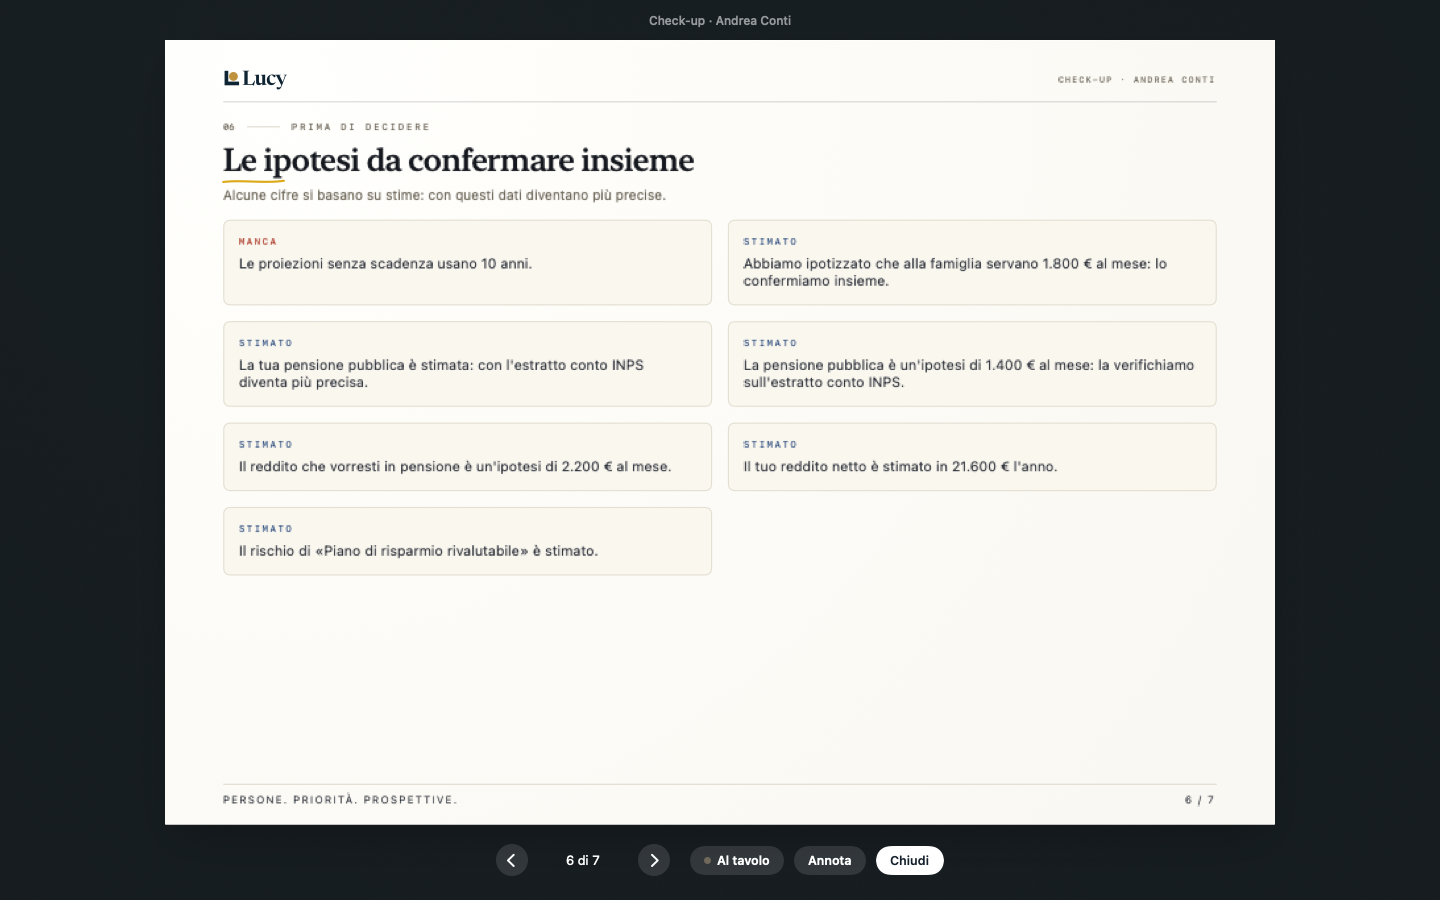 Check-up · Andrea Conti
Lucy
CHECK-UP · ANDREA CONTI
06 PRIMA DI DECIDERE
Le ipotesi da confermare insieme
Alcune cifre si basano su stime: con questi dati diventano più precise.
MANCA
Le proiezioni senza scadenza usano 10 anni.
STIMATO
Abbiamo ipotizzato che alla famiglia servano 1.800 € al mese: lo
confermiamo insieme.
STIMATO
La tua pensione pubblica è stimata: con l'estratto conto INPS
diventa più precisa.
STIMATO
La pensione pubblica è un'ipotesi di 1.400 € al mese: la verifichiamo
sull'estratto conto INPS.
STIMATO
Il reddito che vorresti in pensione è un'ipotesi di 2.200 € al mese.
STIMATO
Il tuo reddito netto è stimato in 21.600 € l'anno.
STIMATO
Il rischio di «Piano di risparmio rivalutabile» è stimato.
PERSONE. PRIORITÀ. PROSPETTIVE.
6 / 7
6 di 7
Al tavolo
Annota
Chiudi